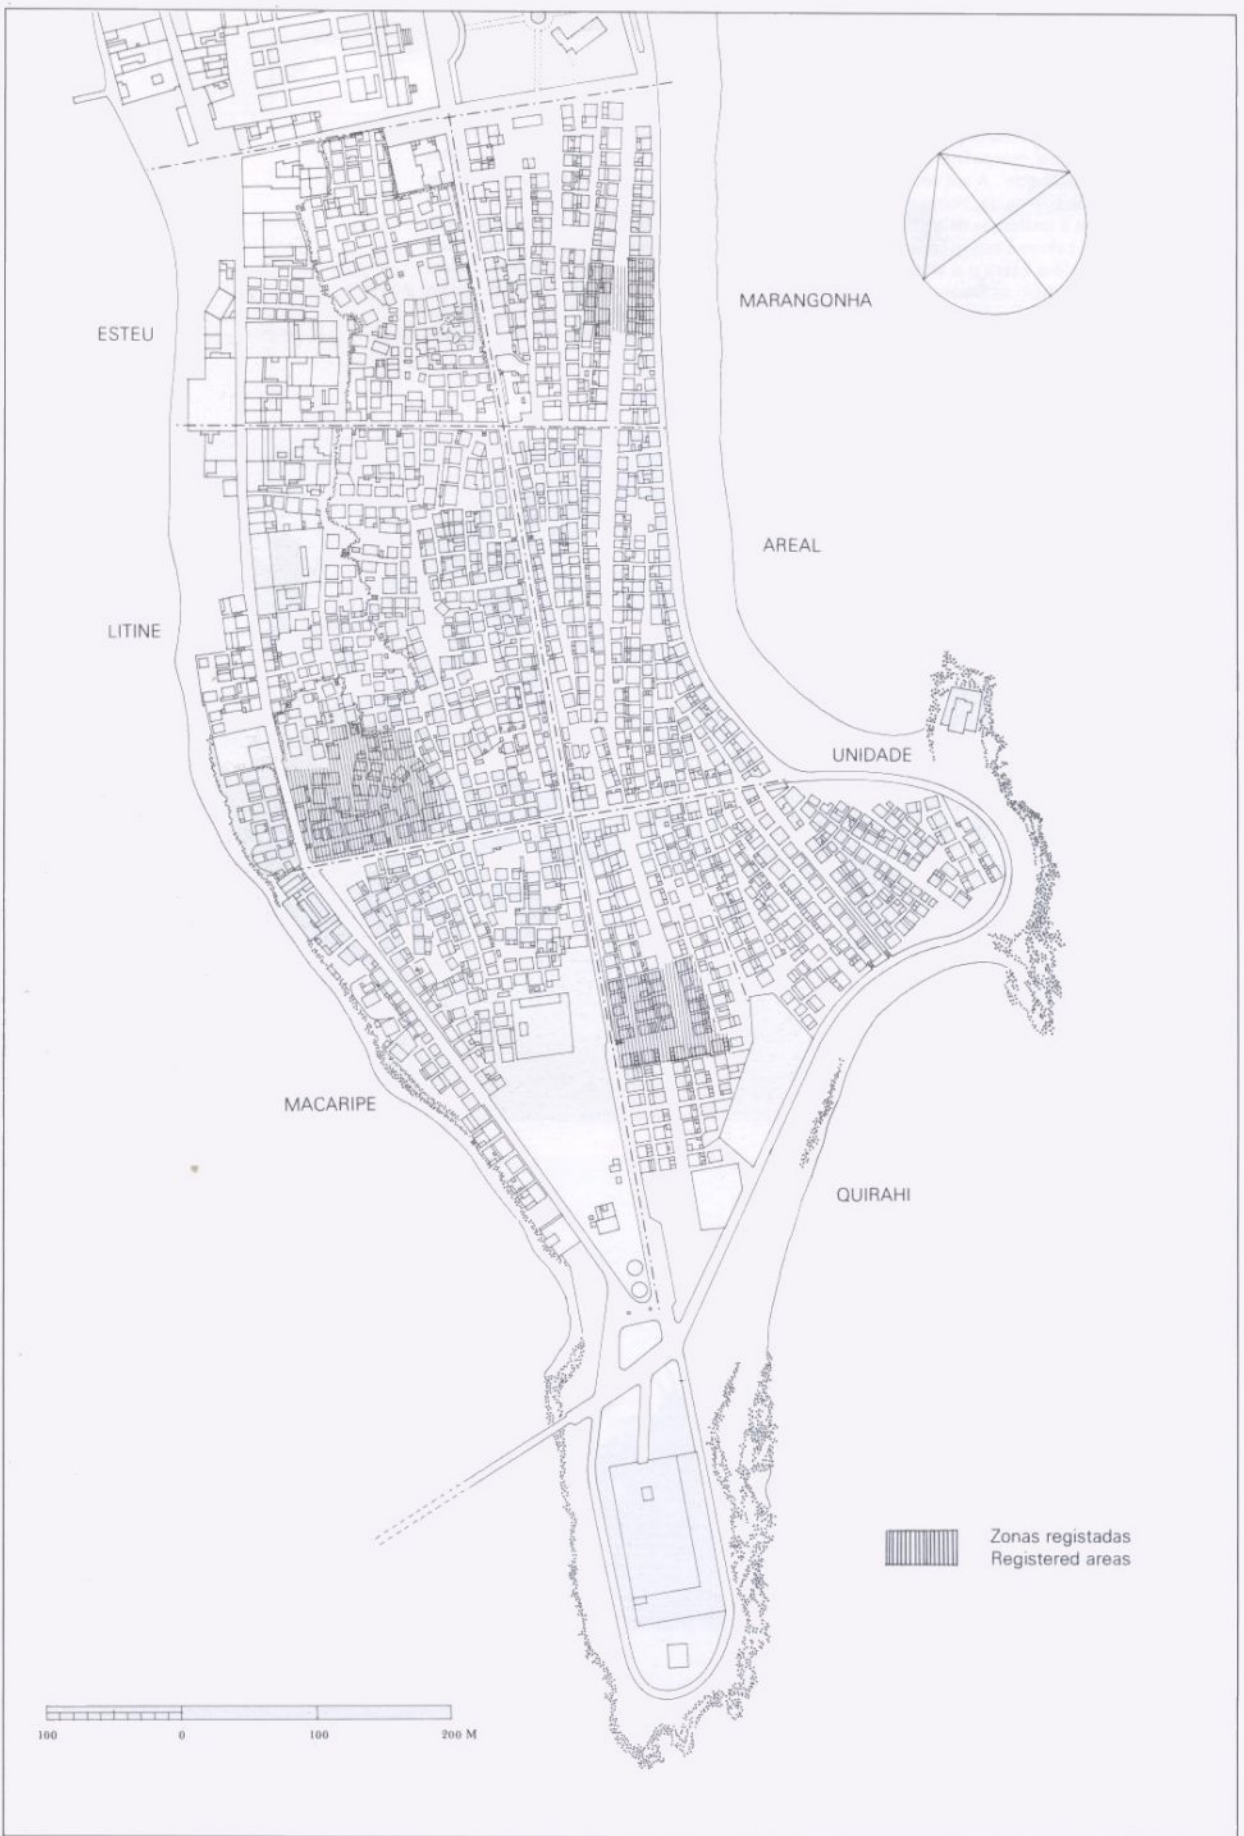 MARANGONHA
ESTEU
AREAL
LITINE
UNIDADE
MACARIPE
QUIRAHI
Zonas registadas
Registered areas
100 0 100 200 M